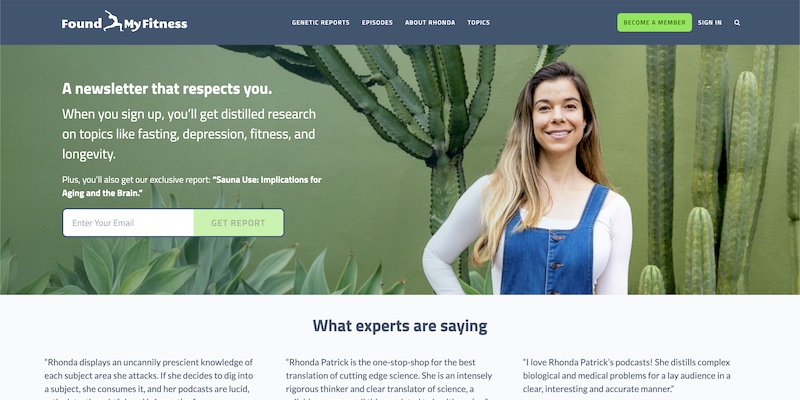 Found MyFitness
GENETIC REPORTS EPISODES ABOUT RHONDA TOPICS
BECOME A MEMBER SIGN IN
A newsletter that respects you.
When you sign up, you’ll get distilled research
on topics like fasting, depression, fitness, and
longevity.
Plus, you’ll also get our exclusive report: “Sauna Use: Implications for
Aging and the Brain.”
Enter Your Email GET REPORT
What experts are saying
“Rhonda displays an uncannily prescient knowledge of
each subject area she attacks. If she decides to dig into
a subject, she consumes it, and her podcasts are lucid,
“Rhonda Patrick is the one-stop-shop for the best
translation of cutting edge science. She is an intensely
rigorous thinker and clear translator of science, a
“I love Rhonda Patrick’s podcasts! She distills complex
biological and medical problems for a lay audience in a
clear, interesting and accurate manner.”